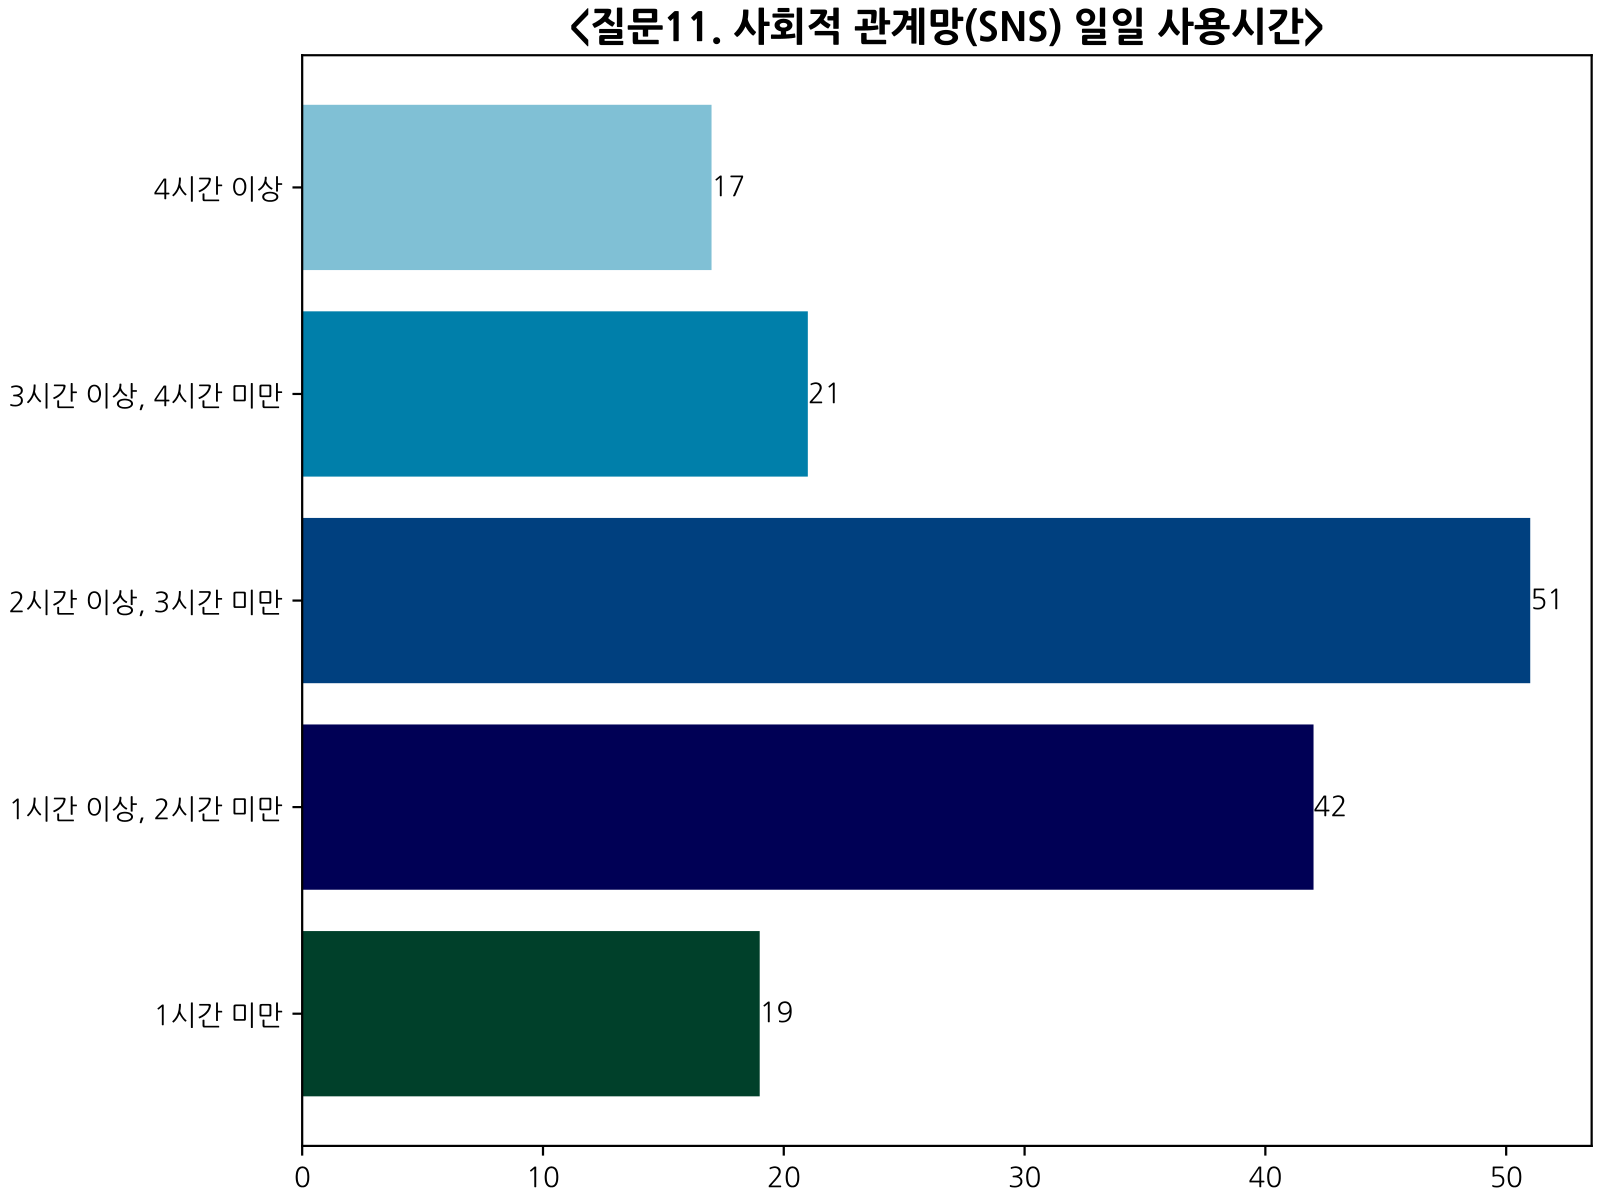 <질문11. 사회적 관계망(SNS) 일일 사용시간>
4시간 이상
17
3시간 이상, 4시간 미만
21
2시간 이상, 3시간 미만
51
1시간 이상, 2시간 미만
42
1시간 미만
19
0 10 20 30 40 50